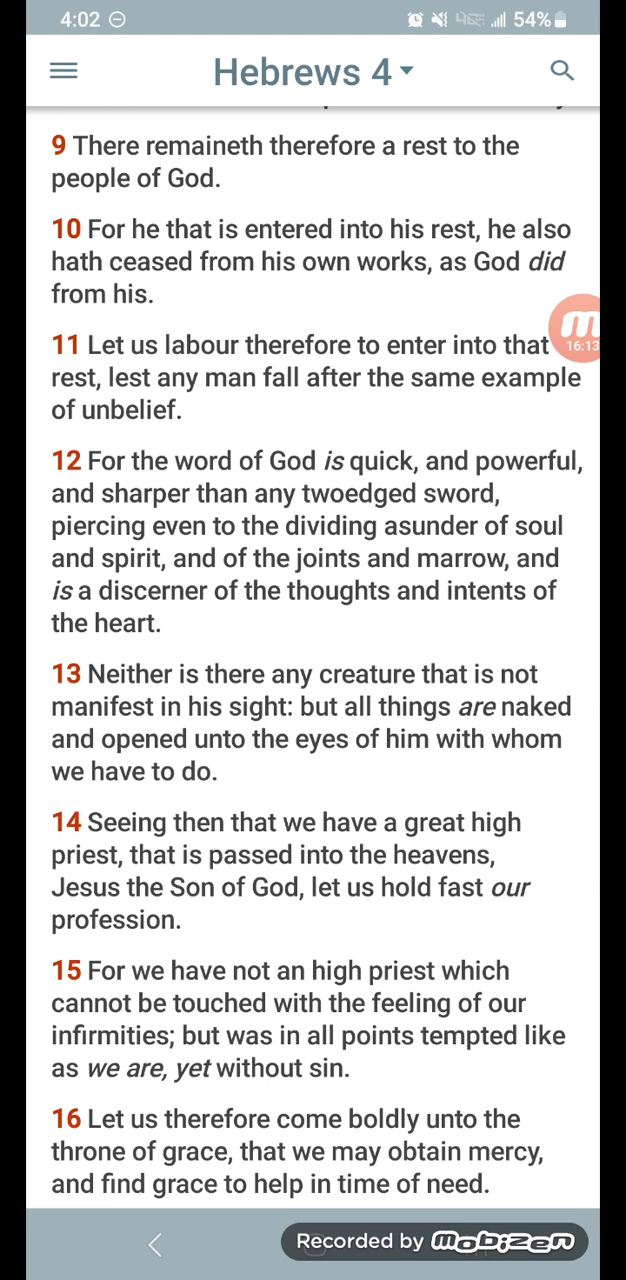 4:02 54%
Hebrews 4
9 There remaineth therefore a rest to the
people of God.
10 For he that is entered into his rest, he also
hath ceased from his own works, as God did
from his.
11 Let us labour therefore to enter into that
rest, lest any man fall after the same example
of unbelief.
16:13
12 For the word of God is quick, and powerful,
and sharper than any twoedged sword,
piercing even to the dividing asunder of soul
and spirit, and of the joints and marrow, and
is a discerner of the thoughts and intents of
the heart.
13 Neither is there any creature that is not
manifest in his sight: but all things are naked
and opened unto the eyes of him with whom
we have to do.
14 Seeing then that we have a great high
priest, that is passed into the heavens,
Jesus the Son of God, let us hold fast our
profession.
15 For we have not an high priest which
cannot be touched with the feeling of our
infirmities; but was in all points tempted like
as we are, yet without sin.
16 Let us therefore come boldly unto the
throne of grace, that we may obtain mercy,
and find grace to help in time of need.
Recorded by mobizen